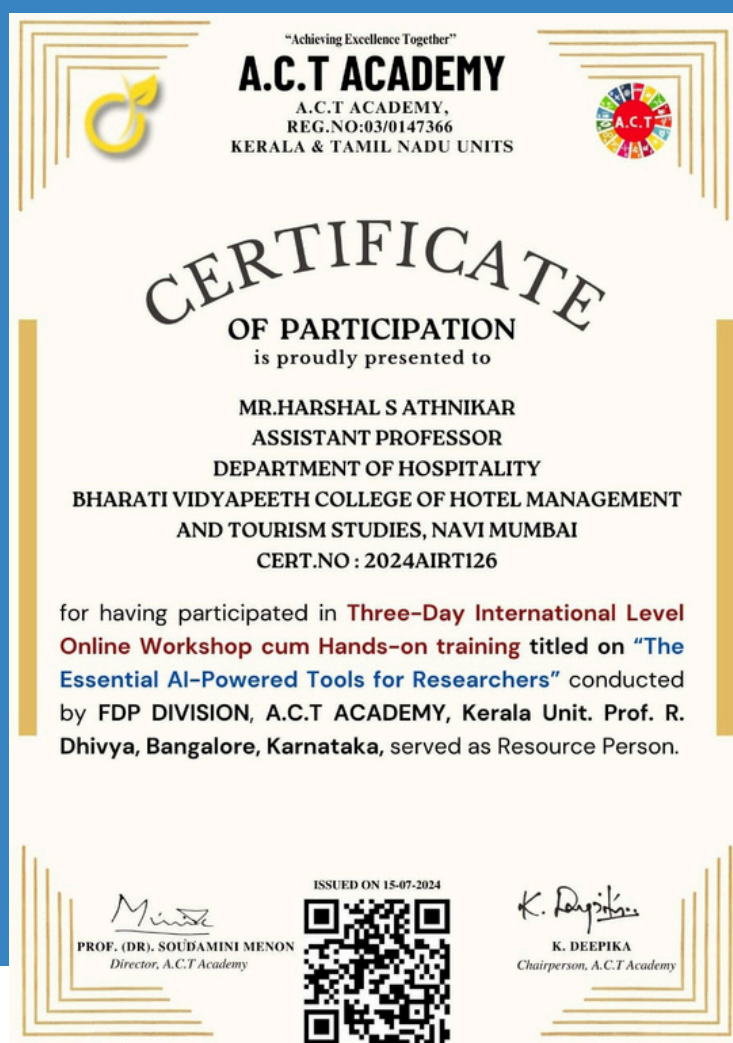 “Achieving Excellence Together”
A.C.T ACADEMY
A.C.T ACADEMY,
REG.NO:03/0147366
KERALA & TAMIL NADU UNITS
A.C.T
CERTIFICATE
OF PARTICIPATION
is proudly presented to
MR.HARSHAL S ATHNIKAR
ASSISTANT PROFESSOR
DEPARTMENT OF HOSPITALITY
BHARATI VIDYAPEETH COLLEGE OF HOTEL MANAGEMENT
AND TOURISM STUDIES, NAVI MUMBAI
CERT.NO : 2024AIRT126
for having participated in Three-Day International Level
Online Workshop cum Hands-on training titled on “The
Essential AI-Powered Tools for Researchers” conducted
by FDP DIVISION, A.C.T ACADEMY, Kerala Unit. Prof. R.
Dhivya, Bangalore, Karnataka, served as Resource Person.
ISSUED ON 15-07-2024
PROF. (DR). SOUDAMINI MENON
Director, A.C.T Academy
K. DEEPIKA
Chairperson, A.C.T Academy